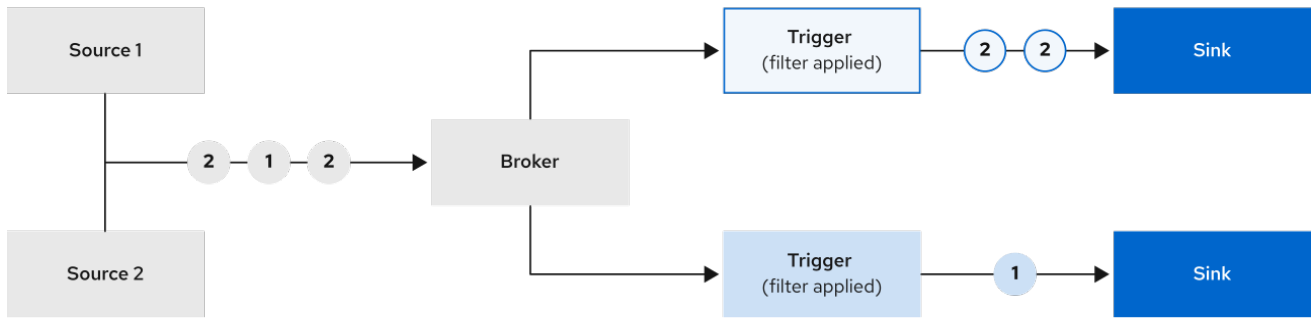 Source 1
Trigger
(filter applied)
2 2
Sink
2 1 2
Broker
Source 2
Trigger
(filter applied)
1
Sink